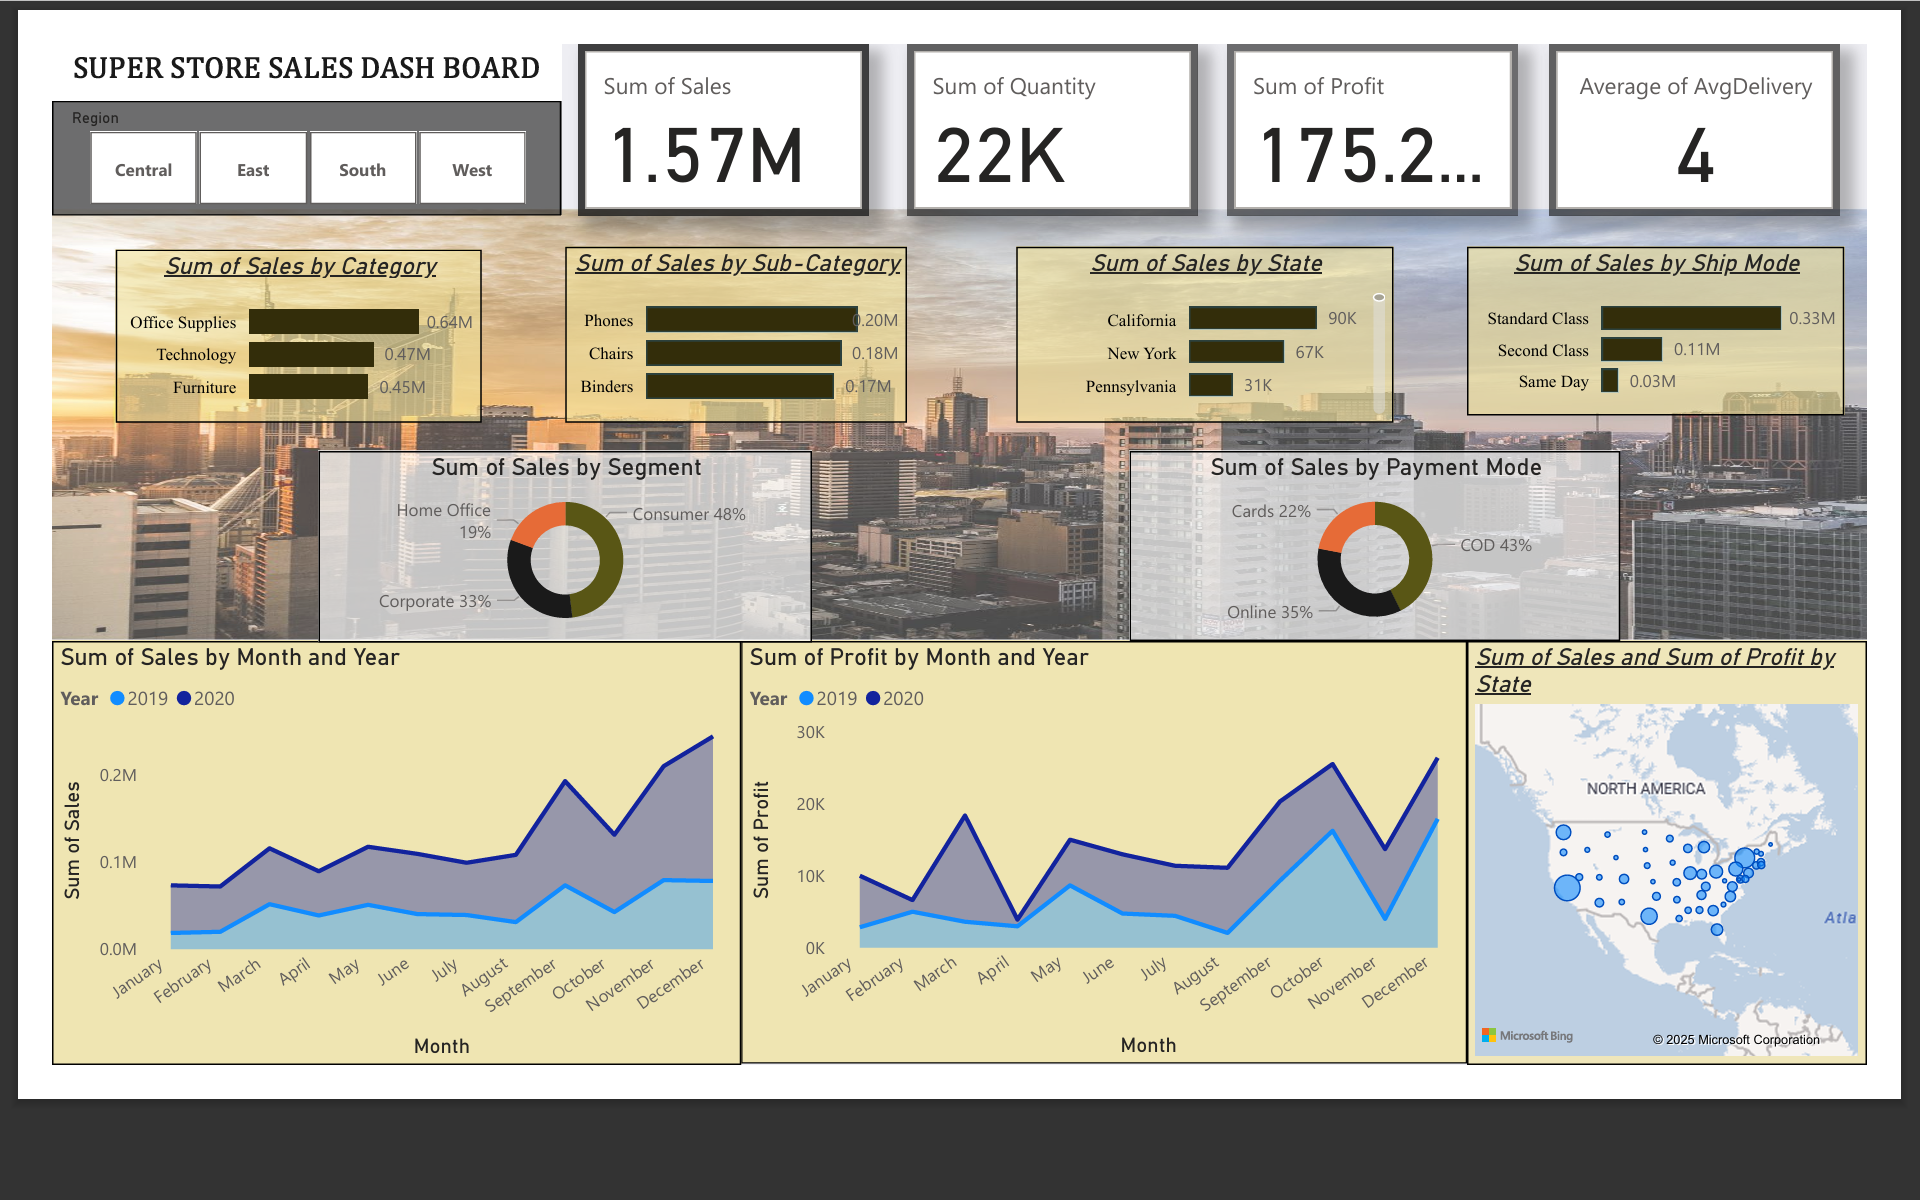 SUPER STORE SALES DASH BOARD
Region
Central
East
South
West
Sum of Sales
1.57M
Sum of Quantity
22K
Sum of Profit
175.2...
Average of AvgDelivery
4
Sum of Sales by Category
Office Supplies 0.64M
Technology 0.47M
Furniture 0.45M
Sum of Sales by Sub-Category
Phones 0.20M
Chairs 0.18M
Binders 0.17M
Sum of Sales by State
California 90K
New York 67K
Pennsylvania 31K
Sum of Sales by Ship Mode
Standard Class 0.33M
Second Class 0.11M
Same Day 0.03M
Sum of Sales by Segment
Home Office
19%
Consumer 48%
Corporate 33%
Sum of Sales by Payment Mode
Cards 22%
COD 43%
Online 35%
Sum of Sales by Month and Year
Year 2019 2020
Sum of Sales
0.2M
0.1M
0.0M
January
February
March
April
May
June
July
August
September
October
November
December
Month
Sum of Profit by Month and Year
Year 2019 2020
Sum of Profit
30K
20K
10K
0K
January
February
March
April
May
June
July
August
September
October
November
December
Month
Sum of Sales and Sum of Profit by
State
NORTH AMERICA
Atla
Microsoft Bing
© 2025 Microsoft Corporation